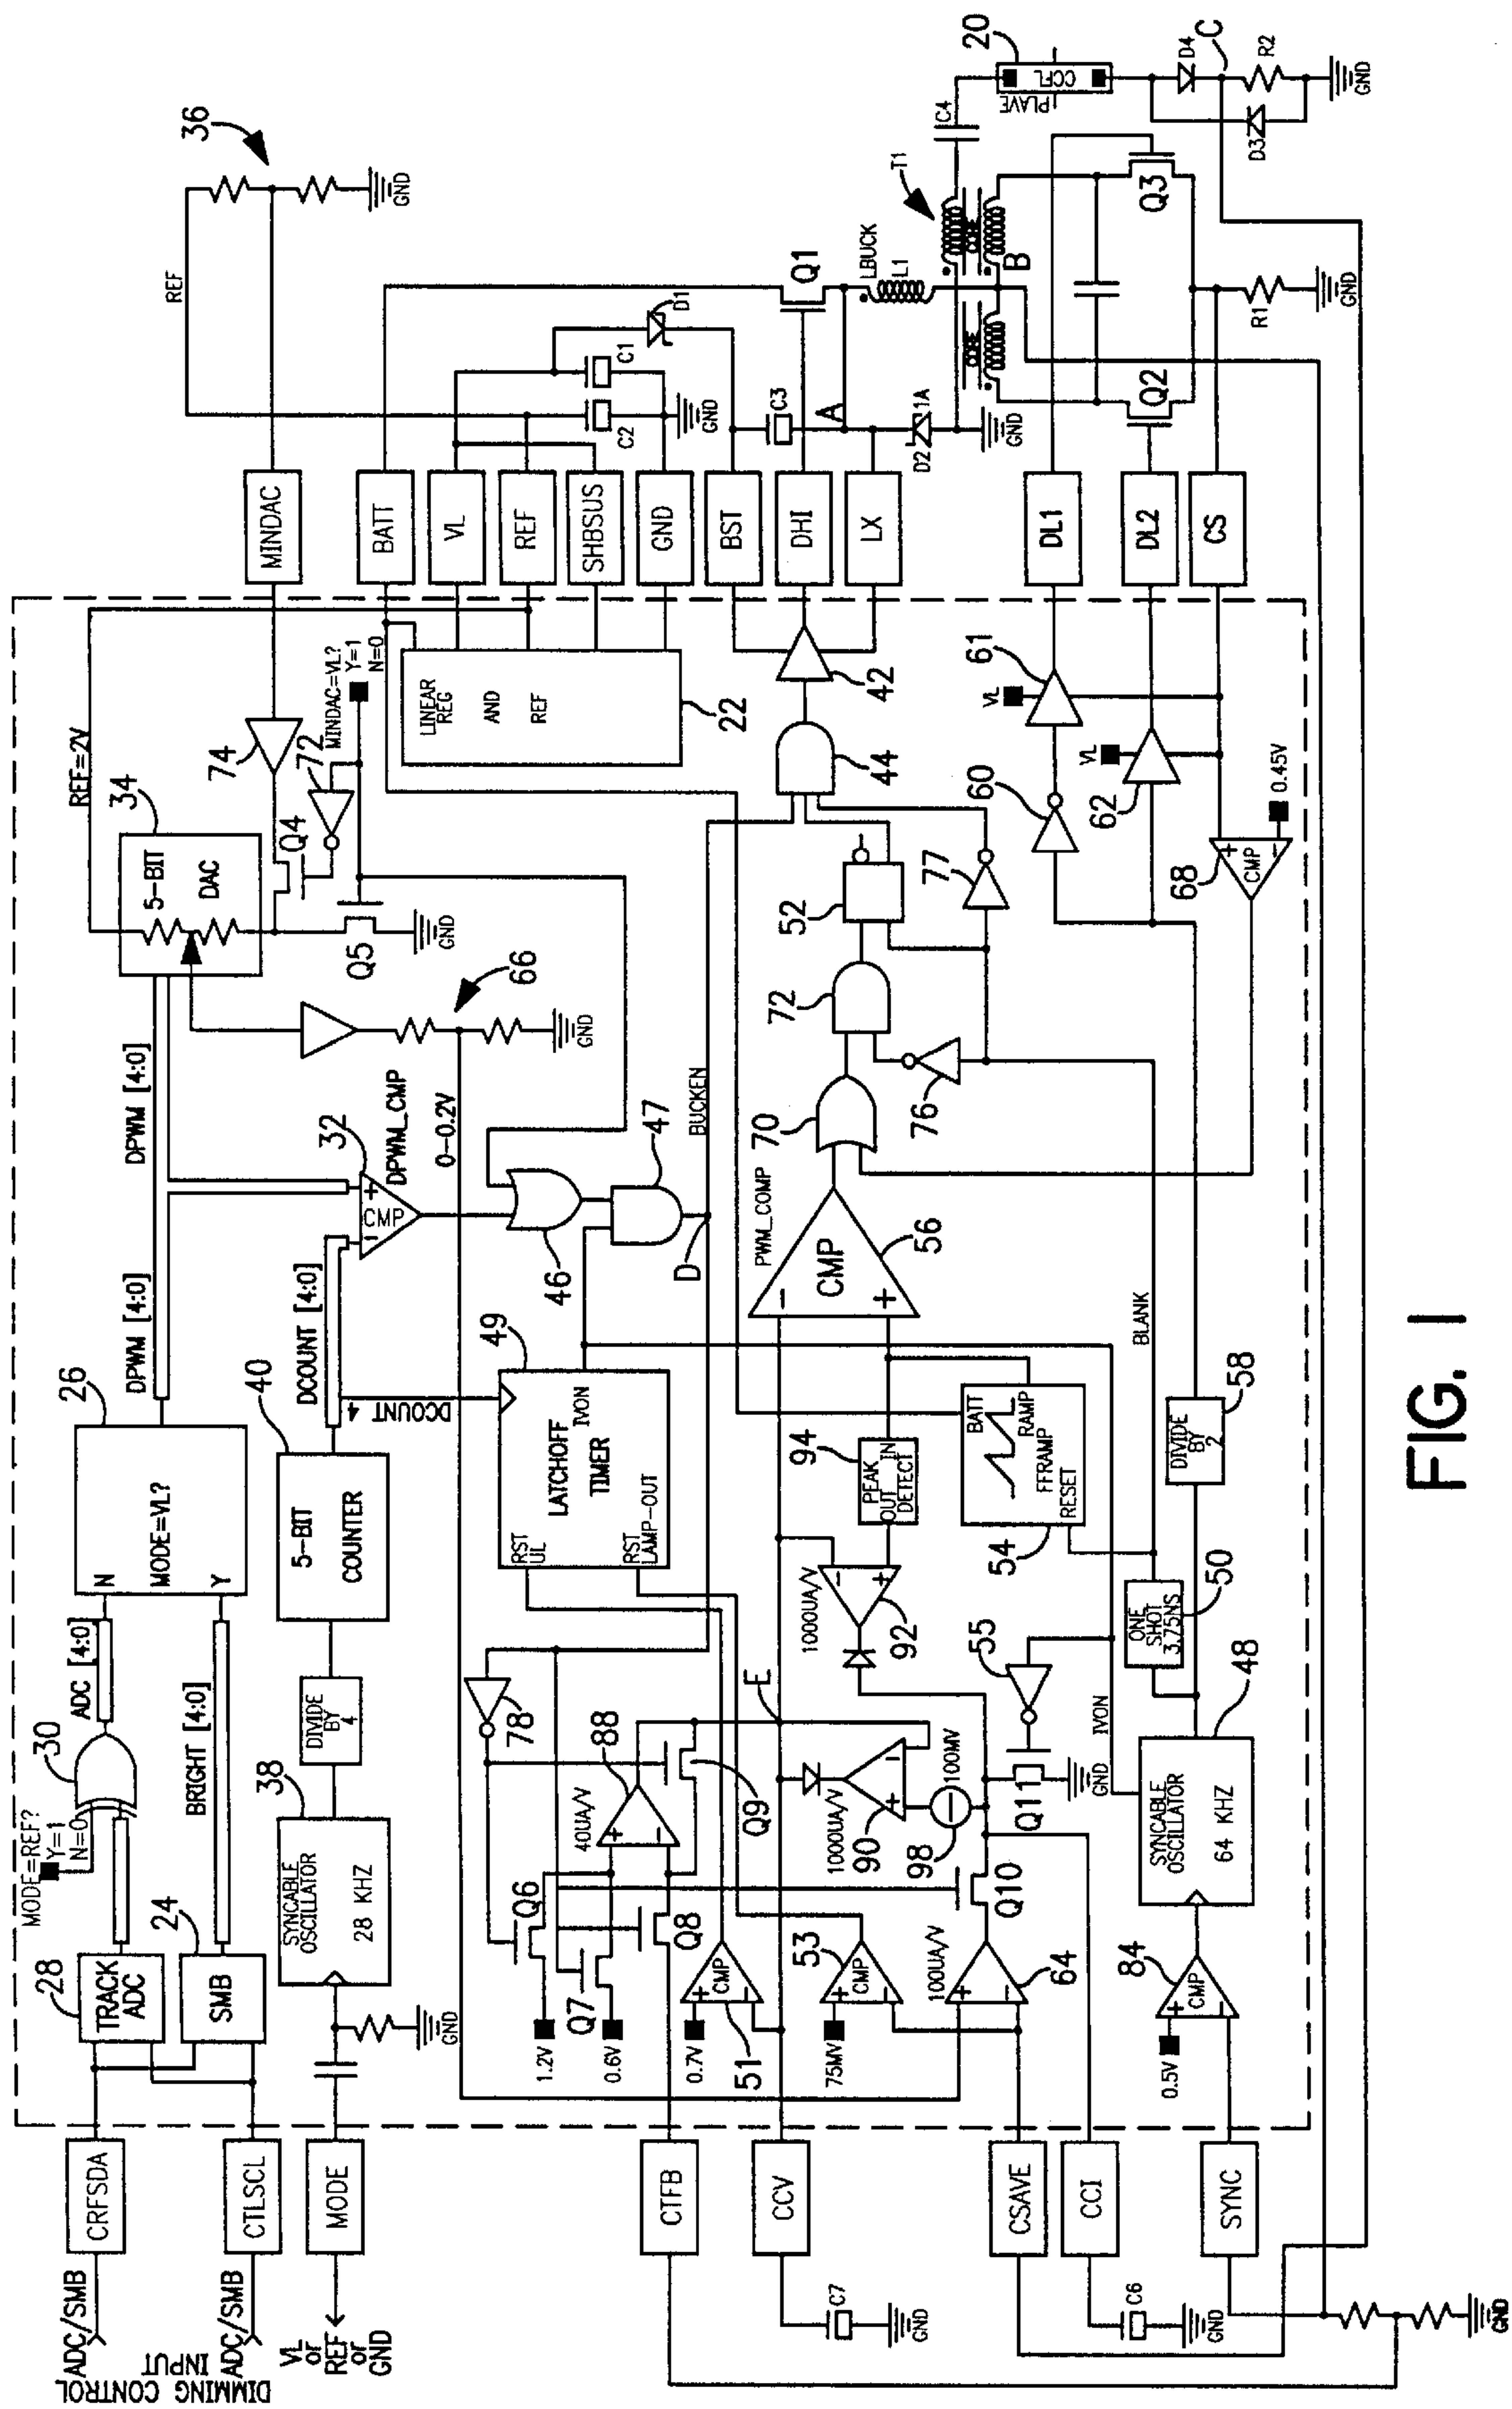 DIMMING CONTROL
INPUT
ADC/SMB
CRFSDA
ADC/SMB
CTLSCL
VL
or
REF
or
GND
MODE
CTFB
CCV
C7
GND
CSAVE
CCI
C6
GND
SYNC
GND
28
TRACK
ADC
24
SMB
MODE=REF?
Y=1
N=0
30
ADC [4:0]
BRIGHT [4:0]
26
N
MODE=VL?
Y
DPWM [4:0]
DPWM [4:0]
GND
38
SYNCABLE
OSCILLATOR
28 KHZ
DIVIDE
BY
4
40
5-BIT
COUNTER
DCOUNT [4:0]
DCOUNT
4
32
+
-
CMP
DPWM_CMP
0-0.2V
49
LATCHOFF
TIMER
IVON
RST
UL
RST
LAMP-OUT
46
47
D
BUCKEN
34
5-BIT
DAC
REF=2V
66
GND
Q5
GND
Q4
72
74
MINDAC=VL?
Y=1
N=0
LINEAR
REG
AND
REF
22
MINDAC
36
REF
GND
BATT
VL
REF
SHBSUS
GND
BST
DHI
LX
C2
C1
GND
D1
C3
A
D2
1A
GND
Q1
LBUCK
L1
T1
CORE
CORE
B
C4
20
CCFL
PLAVE
D4
C
D3
R2
GND
Q3
Q2
R1
GND
DL1
DL2
CS
42
44
61
VL
60
62
VL
68
+
-
CMP
0.45V
52
77
72
76
70
PWM_COMP
56
-
CMP
+
BLANK
58
DIVIDE
BY
2
94
PEAK
OUT IN
DETECT
54
BATT
RAMP
FFRAMP
RESET
50
ONE
SHOT
3.75NS
92
1000UA/V
-
+
E
55
IVON
48
SYNCABLE
OSCILLATOR
64 KHZ
78
88
40UA/V
+
-
Q9
90
1000UA/V
+
-
98
100MV
Q11
GND
Q10
Q6
Q7
Q8
1.2V
0.6V
0.7V
51
+
-
CMP
75MV
53
+
-
CMP
100UA/V
64
+
-
0.5V
84
+
-
CMP
FIG. 1